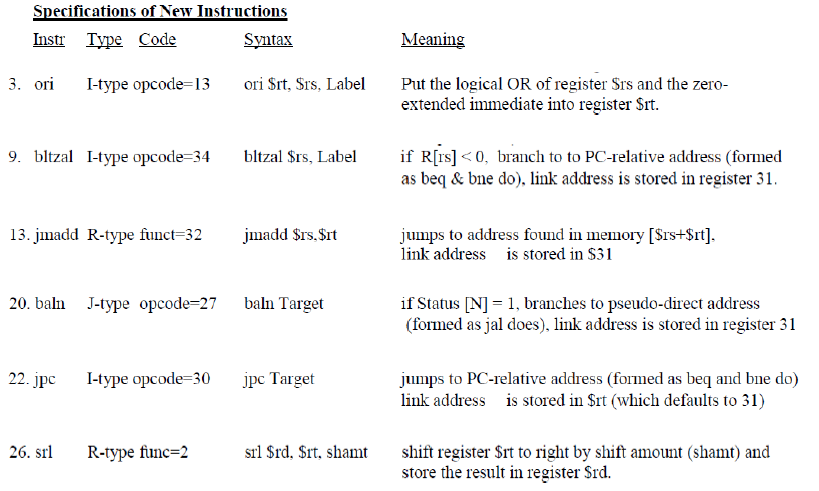 Specifications of New Instructions
Instr Type Code Syntax Meaning
3. ori I-type opcode=13 ori $rt, $rs, Label Put the logical OR of register $rs and the zero-
extended immediate into register $rt.
9. bltzal I-type opcode=34 bltzal $rs, Label if R[rs] < 0, branch to to PC-relative address (formed
as beq & bne do), link address is stored in register 31.
13. jmadd R-type funct=32 jmadd $rs,$rt jumps to address found in memory [$rs+$rt],
link address is stored in $31
20. baln J-type opcode=27 baln Target if Status [N] = 1, branches to pseudo-direct address
(formed as jal does), link address is stored in register 31
22. jpc I-type opcode=30 jpc Target jumps to PC-relative address (formed as beq and bne do)
link address is stored in $rt (which defaults to 31)
26. srl R-type func=2 srl $rd, $rt, shamt shift register $rt to right by shift amount (shamt) and
store the result in register $rd.